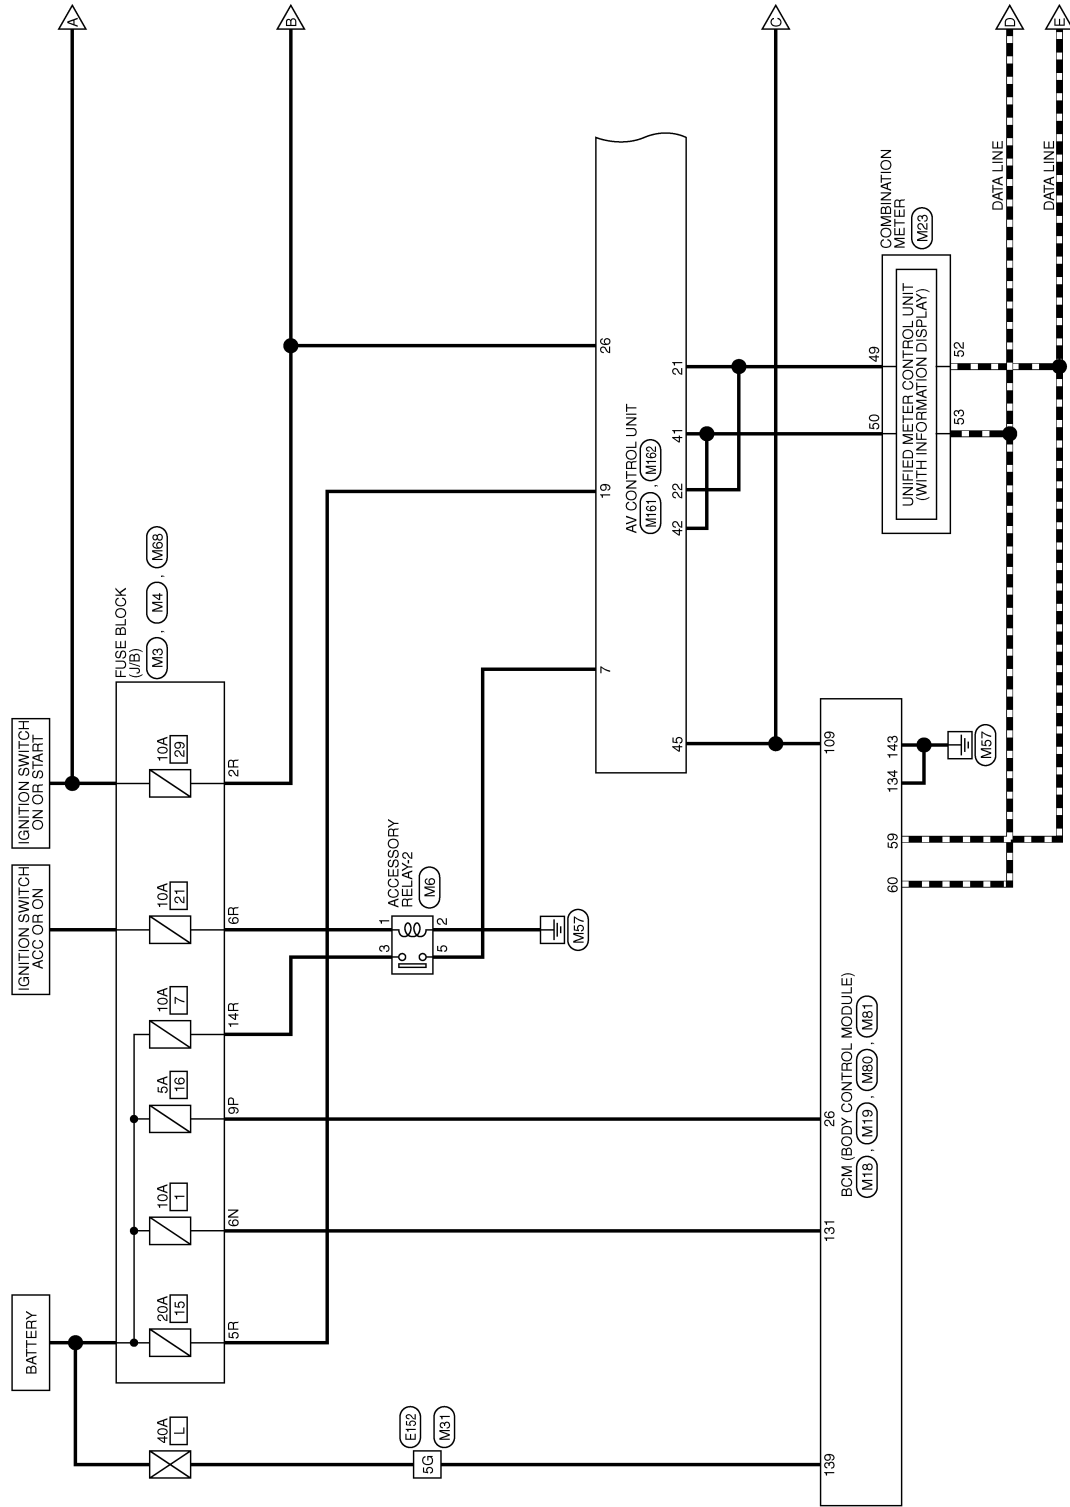 A
B
C
D
E
DATA LINE
DATA LINE
COMBINATION
METER
M23
UNIFIED METER CONTROL UNIT
(WITH INFORMATION DISPLAY)
49
50
52
53
26
21
41
19
22
42
7
45
AV CONTROL UNIT
M161 , M162
FUSE BLOCK
(J/B)
M3 , M4 , M68
IGNITION SWITCH
ON OR START
IGNITION SWITCH
ACC OR ON
BATTERY
10A
29
2R
10A
21
6R
10A
7
14R
5A
16
9P
10A
1
6N
20A
15
5R
40A
L
ACCESSORY
RELAY-2
M6
1
2
3
5
M57
E152
M31
5G
109
143
134
M57
59
60
26
131
139
BCM (BODY CONTROL MODULE)
M18 , M19 , M80 , M81